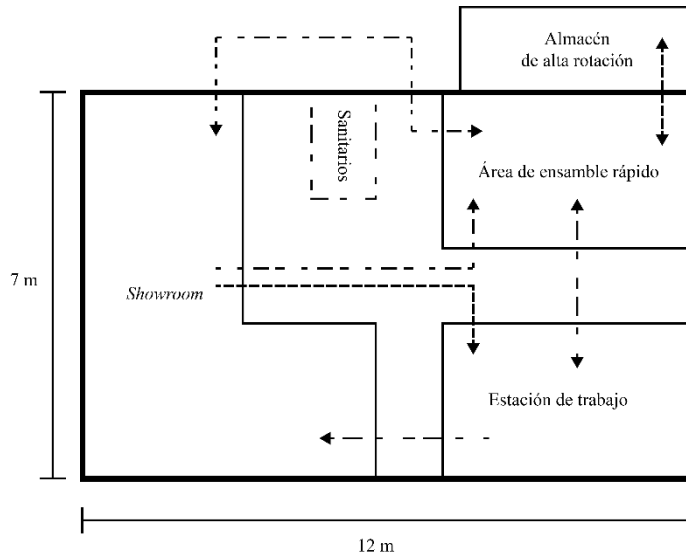 Almacén
de alta rotación
Sanitarios
Área de ensamble rápido
7 m
Showroom
Estación de trabajo
12 m